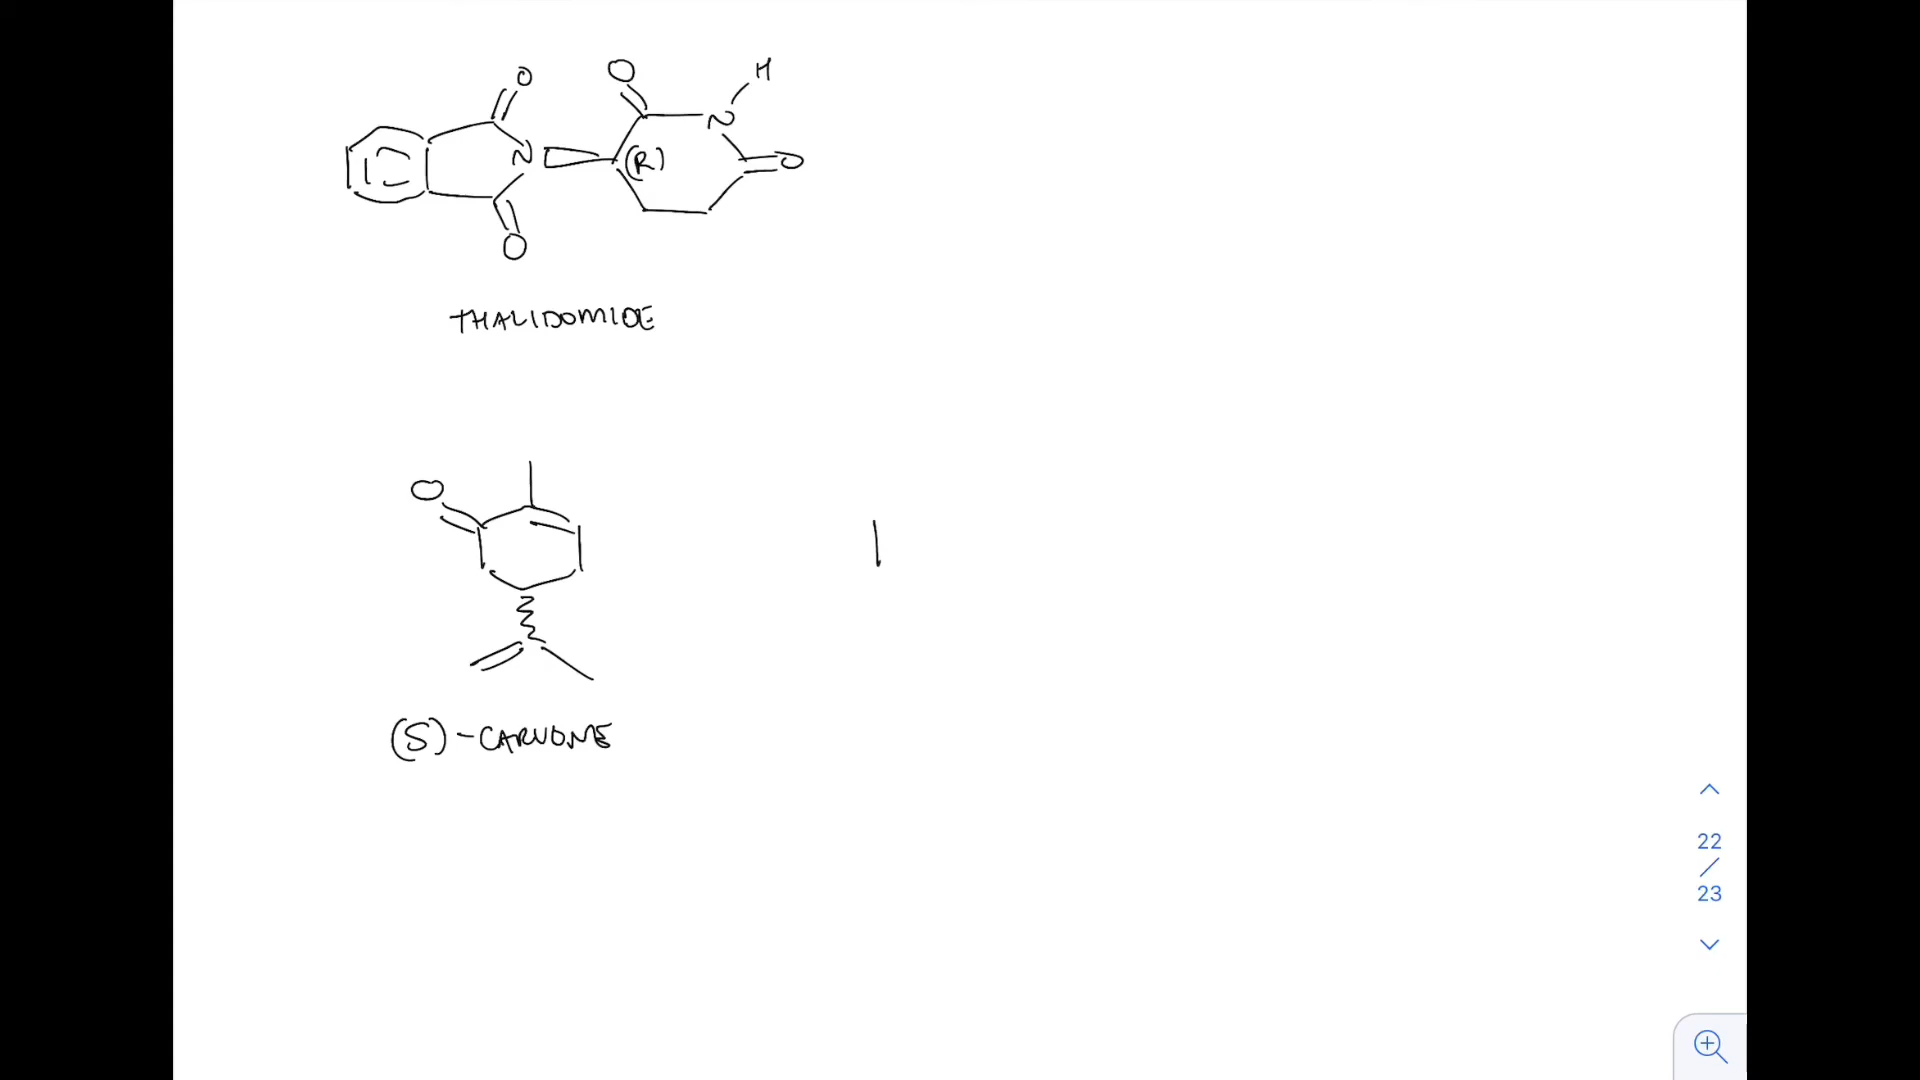 O O H
N (R) N O
O
THALIDOMIDE
O
(S)-CARVONE
22
/
23